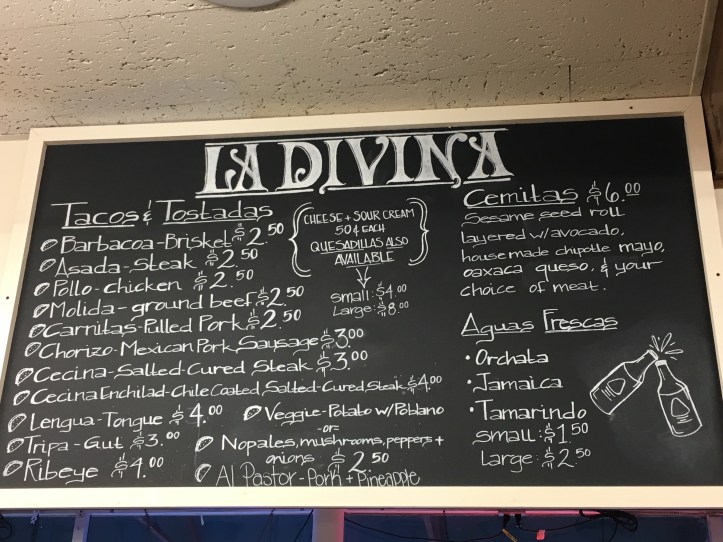 LA DIVINA
Tacos & Tostadas
Barbacoa-Brisket $2.50
Asada-Steak $2.50
Pollo-chicken $2.50
Molida-ground beef $2.50
Carnitas-Pulled Pork $2.50
Chorizo-Mexican Pork Sausage $3.00
Cecina-Salted-Cured Steak $3.00
Cecina Enchilad-Chile Coated, Salted-Cured Steak $4.00
Lengua-Tongue $4.00
Tripa-Gut $3.00
Ribeye $4.00
Veggie-Potato w/Poblano
-or-
Nopales, mushrooms, peppers +
onions $2.50
Al Pastor-Pork + Pineapple
CHEESE + SOUR CREAM
50¢ EACH
QUESADILLAS ALSO
AVAILABLE
Small: $4.00
Large: $8.00
Cemitas $6.00
Sesame seed roll
layered w/avocado,
house made chipotle mayo,
oaxaca queso, & your
choice of meat.
Aguas Frescas
• Orchata
• Jamaica
• Tamarindo
small: $1.50
large: $2.50